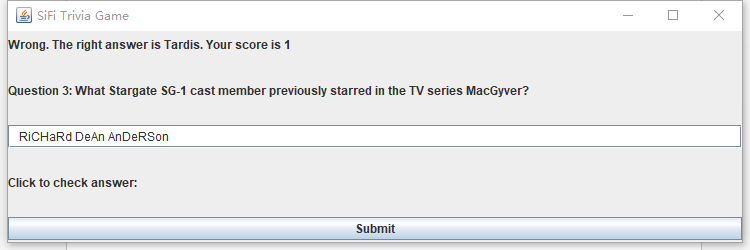 SiFi Trivia Game
Wrong. The right answer is Tardis. Your score is 1
Question 3: What Stargate SG-1 cast member previously starred in the TV series MacGyver?
RiCHaRd DeAn AnDeRSon
Click to check answer:
Submit